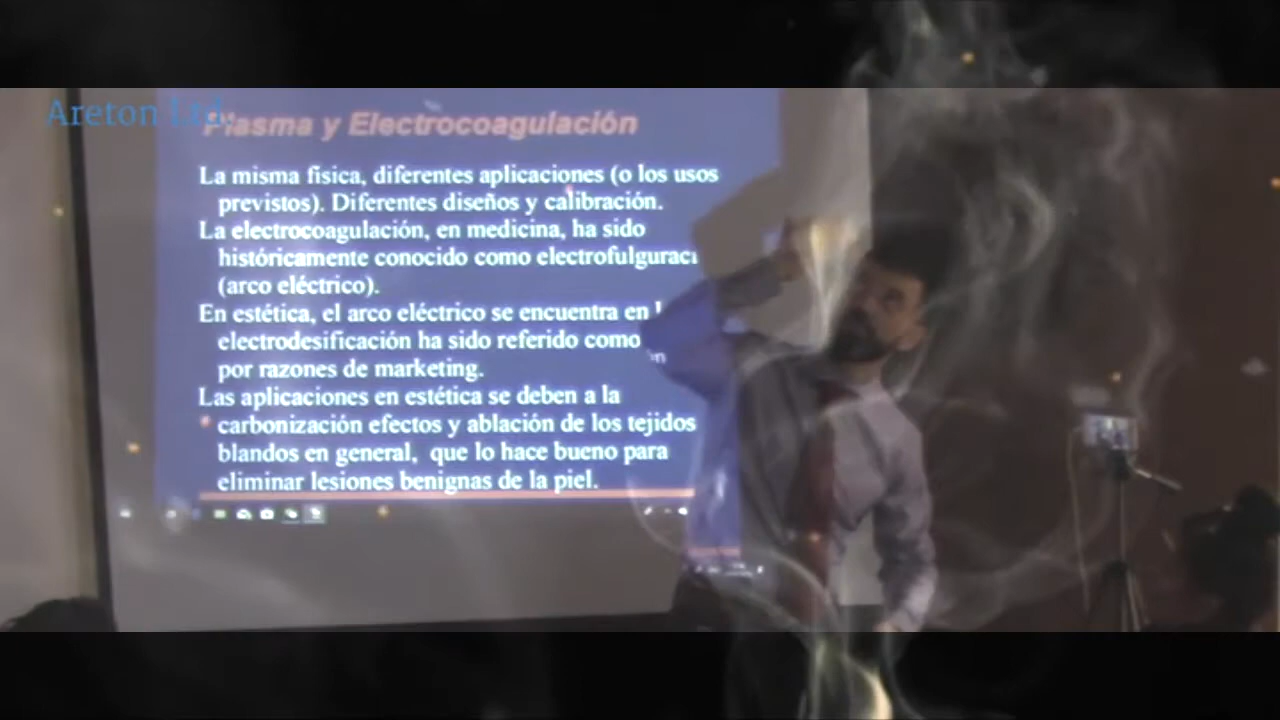 Areton Ltd.
Plasma y Electrocoagulación
La misma física, diferentes aplicaciones (o los usos
previstos). Diferentes diseños y calibración.
La electrocoagulación, en medicina, ha sido
históricamente conocido como electrofulguraci
(arco eléctrico).
En estética, el arco eléctrico se encuentra en l
electrodesificación ha sido referido como
en
por razones de marketing.
Las aplicaciones en estética se deben a la
carbonización efectos y ablación de los tejidos
blandos en general, que lo hace bueno para
eliminar lesiones benignas de la piel.